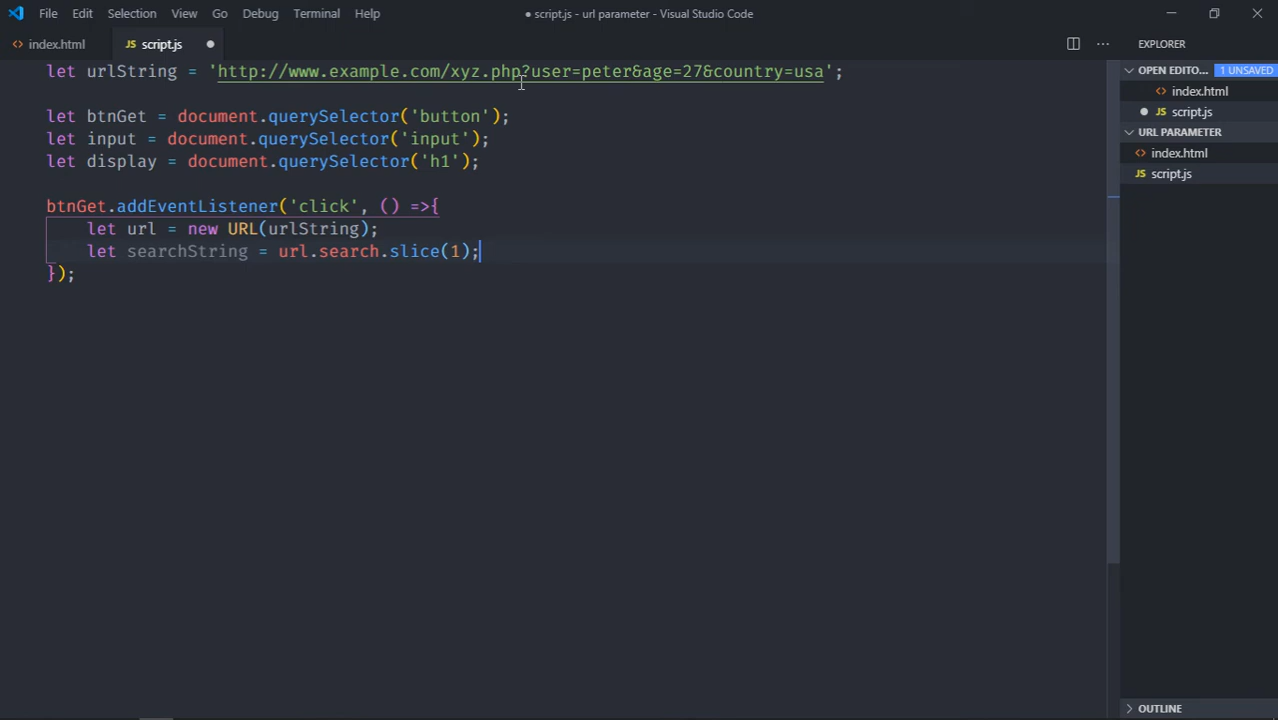 File Edit Selection View Go Debug Terminal Help
● script.js - url parameter - Visual Studio Code
<> index.html
JS script.js ●
EXPLORER
let urlString = 'http://www.example.com/xyz.php?user=peter&age=27&country=usa';
let btnGet = document.querySelector('button');
let input = document.querySelector('input');
let display = document.querySelector('h1');
btnGet.addEventListener('click', () =>{
let url = new URL(urlString);
let searchString = url.search.slice(1);
});
OPEN EDITO... 1 UNSAVED
<> index.html
● JS script.js
URL PARAMETER
<> index.html
JS script.js
OUTLINE